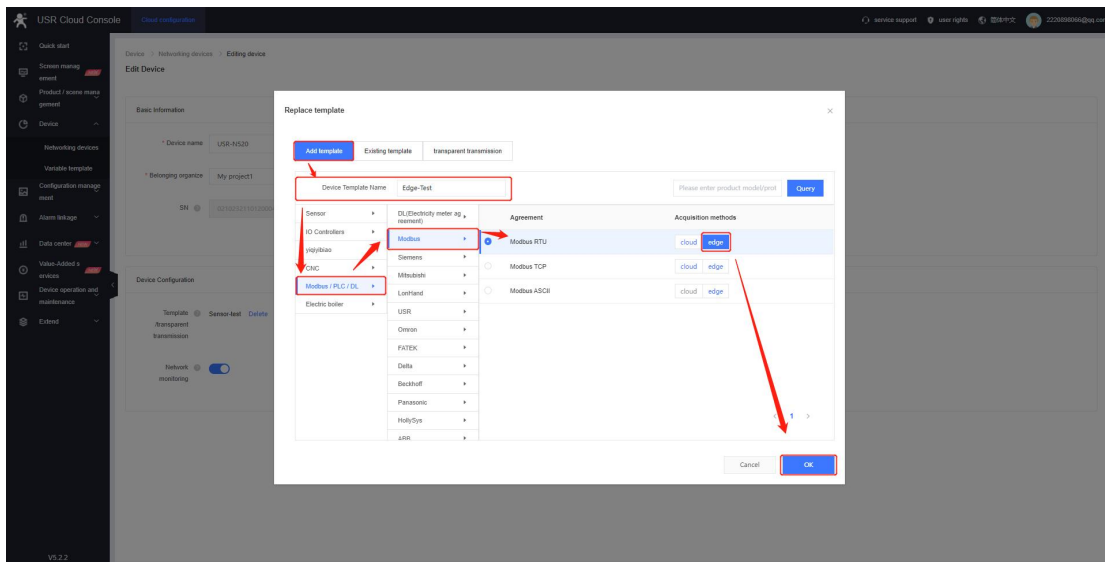 USR Cloud Console
Cloud configuration
service support
user rights
简体中文
Quick start
Screen manag
ement
Product / scene mana
gement
Device
Networking devices
Variable template
Configuration manage
ment
Alarm linkage
Data center
Value-Added s
ervices
Device operation and
maintenance
Extend
V5.2.2
Device > Networking devices > Editing device
Edit Device
Basic Information
* Device name USR-N520
* Belonging organize My project1
SN
Device Configuration
Template
/transparent
transmission
Sensor-test Delete
Network
monitoring
Replace template
Add template Existing template transparent transmission
Device Template Name Edge-Test
Please enter product model/prot Query
Sensor
IO Controllers
yiqiyibiao
CNC
Modbus / PLC / DL
Electric boiler
DL(Electricity meter ag
reement)
Modbus
Siemens
Mitsubishi
LonHand
USR
Omron
FATEK
Delta
Beckhoff
Panasonic
HollySys
ABB
Agreement Acquisition methods
Modbus RTU cloud edge
Modbus TCP cloud edge
Modbus ASCII cloud edge
< 1 >
Cancel OK